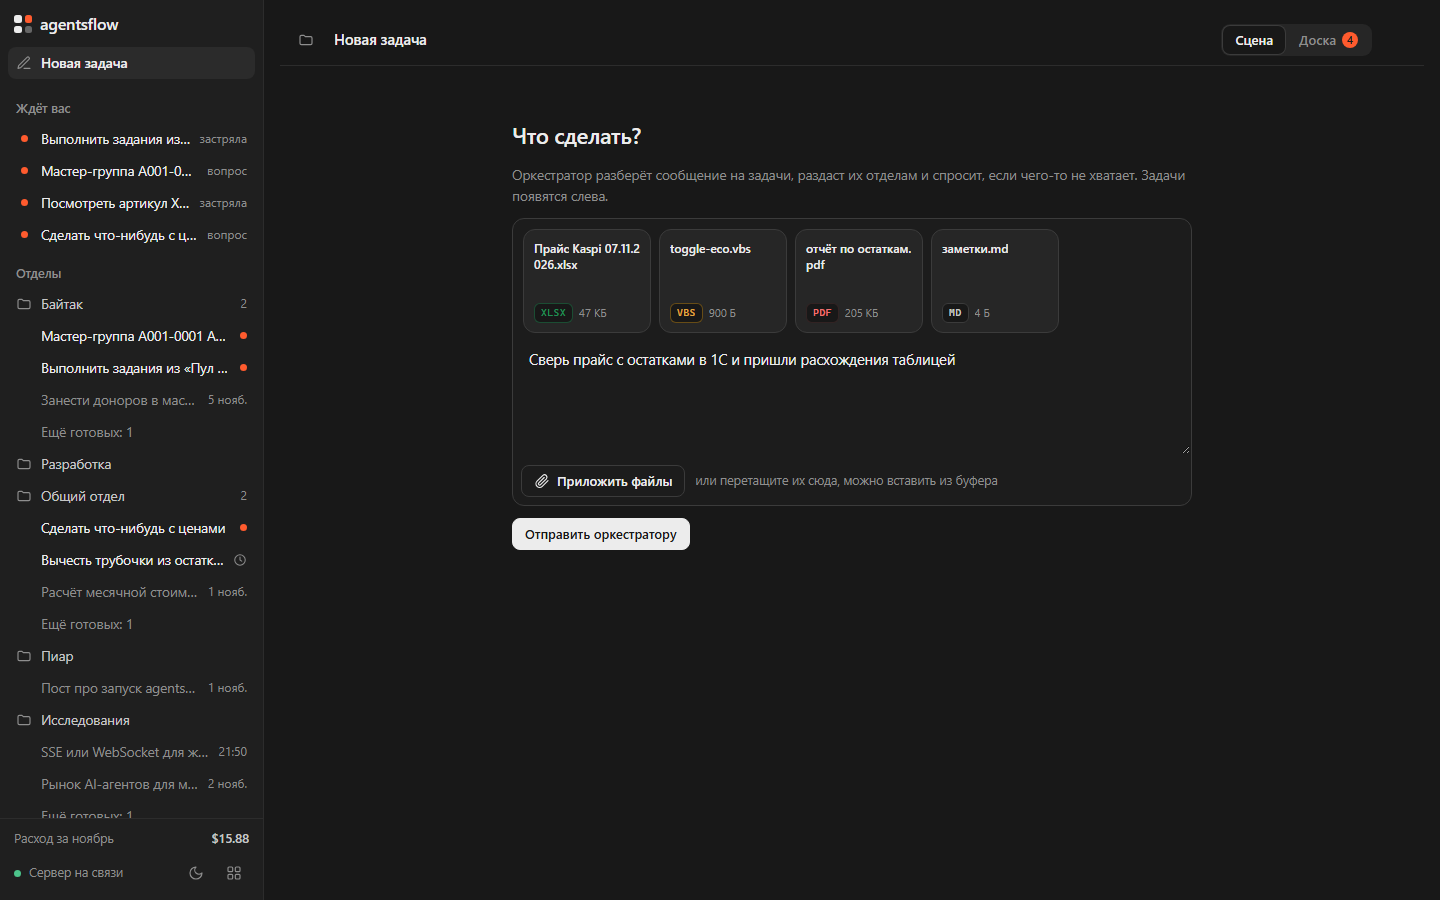 agentsflow
Новая задача
Ждёт вас
Выполнить задания из... застряла
Мастер-группа А001-0... вопрос
Посмотреть артикул Х... застряла
Сделать что-нибудь с ц... вопрос
Отделы
Байтак 2
Мастер-группа А001-0001 А...
Выполнить задания из «Пул ...
Занести доноров в мас... 5 нояб.
Ещё готовых: 1
Разработка
Общий отдел 2
Сделать что-нибудь с ценами
Вычесть трубочки из остатк...
Расчёт месячной стоим... 1 нояб.
Ещё готовых: 1
Пиар
Пост про запуск agents... 1 нояб.
Исследования
SSE или WebSocket для ж... 21:50
Рынок AI-агентов для м... 2 нояб.
Ещё готовых: 1
Расход за ноябрь $15.88
Сервер на связи
Новая задача
Сцена Доска 4
Что сделать?
Оркестратор разберёт сообщение на задачи, раздаст их отделам и спросит, если чего-то не хватает. Задачи
появятся слева.
Прайс Kaspi 07.11.2
026.xlsx
XLSX 47 КБ
toggle-eco.vbs
VBS 900 Б
отчёт по остаткам.
pdf
PDF 205 КБ
заметки.md
MD 4 Б
Сверь прайс с остатками в 1С и пришли расхождения таблицей
Приложить файлы или перетащите их сюда, можно вставить из буфера
Отправить оркестратору